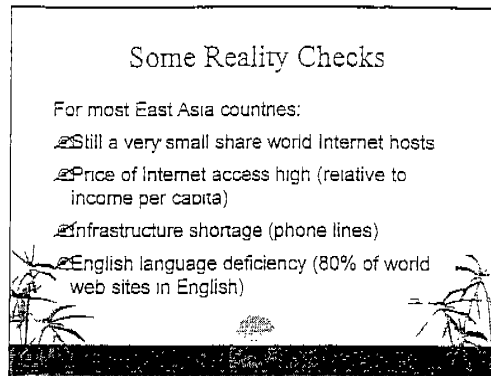 Some Reality Checks
For most East Asia countries:
Still a very small share world Internet hosts
Price of Internet access high (relative to
income per capita)
Infrastructure shortage (phone lines)
English language deficiency (80% of world
web sites in English)